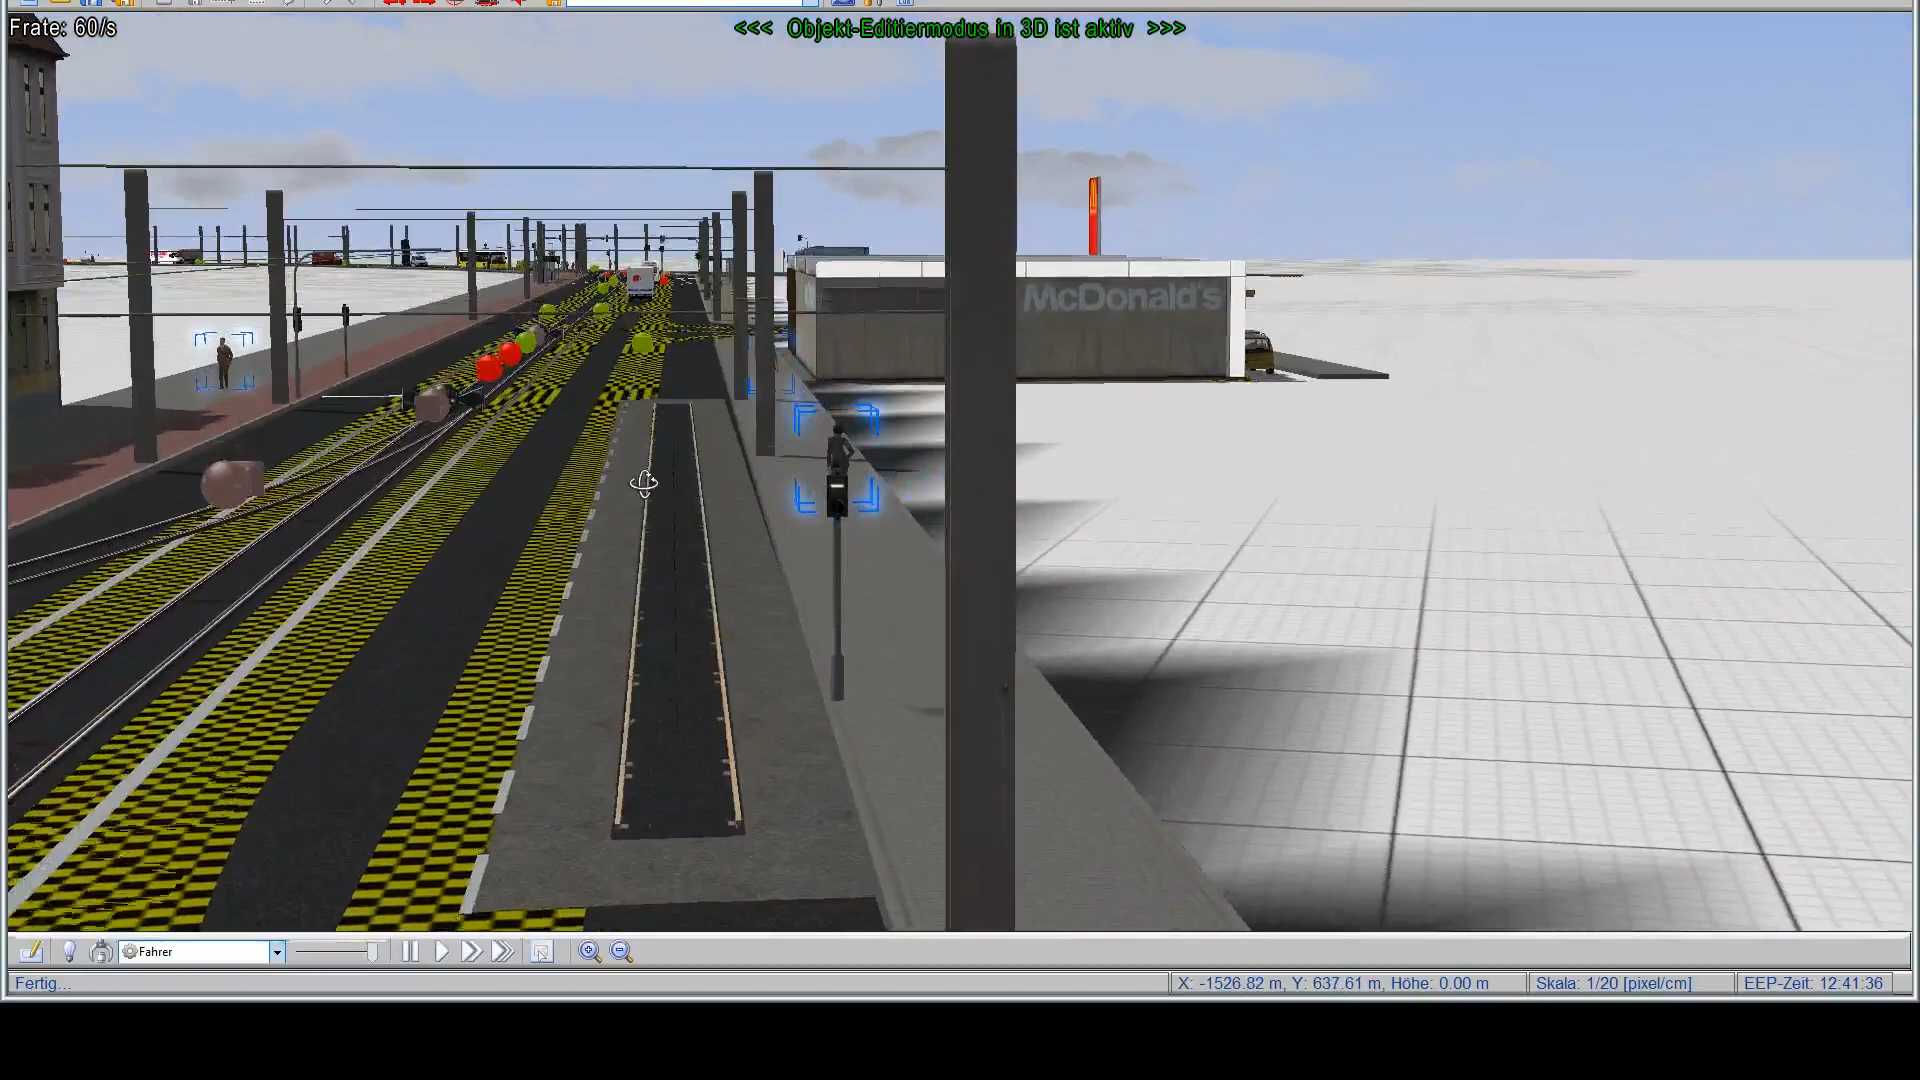 Frate: 60/s
<<< Objekt-Editiermodus in 3D ist aktiv >>>
McDonald's
Fahrer
Fertig...
X: -1526.82 m, Y: 637.61 m, Höhe: 0.00 m
Skala: 1/20 [pixel/cm]
EEP-Zeit: 12:41:36